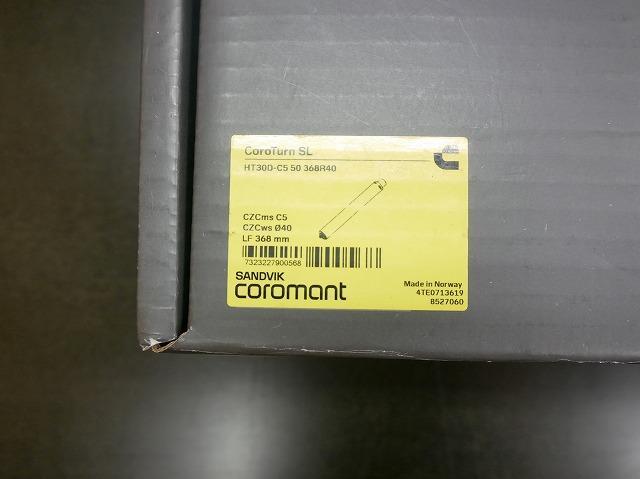 CoroTurn SL
HT30D-C5 50 368R40
CZCms C5
CZCws Ø40
LF 368 mm
7323227900568
SANDVIK
coromant
Made in Norway
4TE0713619
8527060